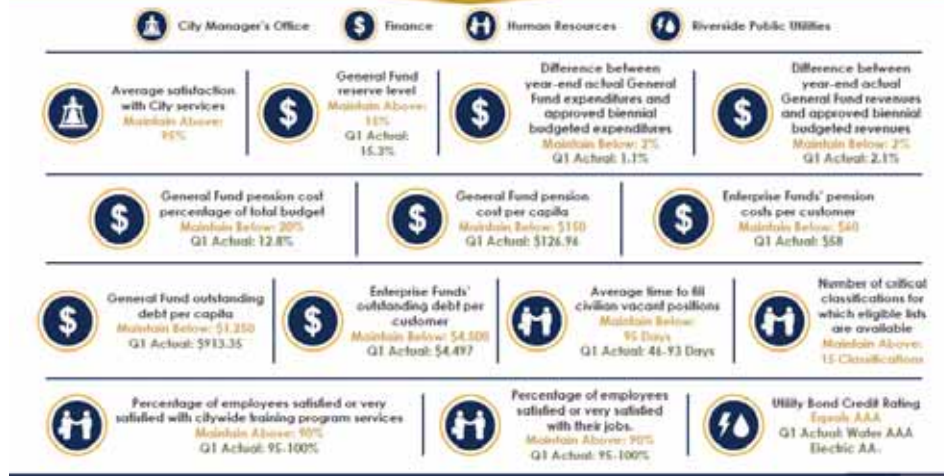 City Manager's Office
Finance
Human Resources
Riverside Public Utilities
Average satisfaction
with City services
Maintain Above:
95%
General Fund
reserve level
Maintain Above:
15%
Q1 Actual:
15.3%
Difference between
year-end actual General
Fund expenditures and
approved biennial
budgeted expenditures
Maintain Below: 2%
Q1 Actual: 1.1%
Difference between
year-end actual
General Fund revenues
and approved biennial
budgeted revenues
Maintain Below: 2%
Q1 Actual: 2.1%
General Fund pension cost
percentage of total budget
Maintain Below: 20%
Q1 Actual: 12.8%
General Fund pension
cost per capita
Maintain Below: $150
Q1 Actual: $126.96
Enterprise Funds' pension
costs per customer
Maintain Below: $60
Q1 Actual: $58
General Fund outstanding
debt per capita
Maintain Below: $1,250
Q1 Actual: $913.35
Enterprise Funds'
outstanding debt per
customer
Maintain Below: $4,500
Q1 Actual: $4,497
Average time to fill
civilian vacant positions
Maintain Below:
95 Days
Q1 Actual: 46-93 Days
Number of critical
classifications for
which eligible lists
are available
Maintain Above:
15 Classifications
Percentage of employees satisfied or very
satisfied with citywide training program services
Maintain Above: 90%
Q1 Actual: 95-100%
Percentage of employees
satisfied or very satisfied
with their jobs.
Maintain Above: 90%
Q1 Actual: 95-100%
Utility Bond Credit Rating
Equals AAA
Q1 Actual: Water AAA
Electric AA-